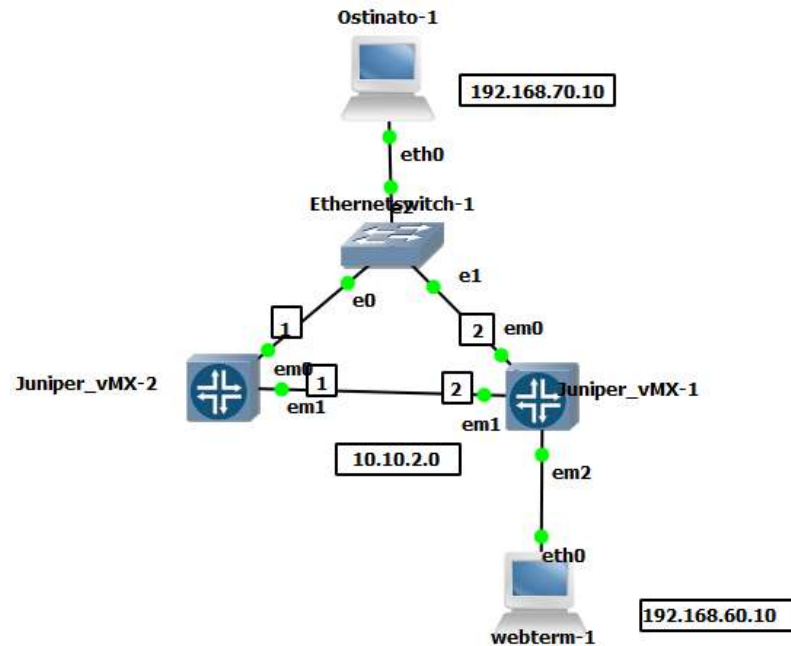 Ostinato-1
192.168.70.10
eth0
Ethernetswitch-1
e2
e1
e0
1
2
em0
em0
Juniper_vMX-2
Juniper_vMX-1
1
2
em1
em1
10.10.2.0
em2
eth0
192.168.60.10
webterm-1